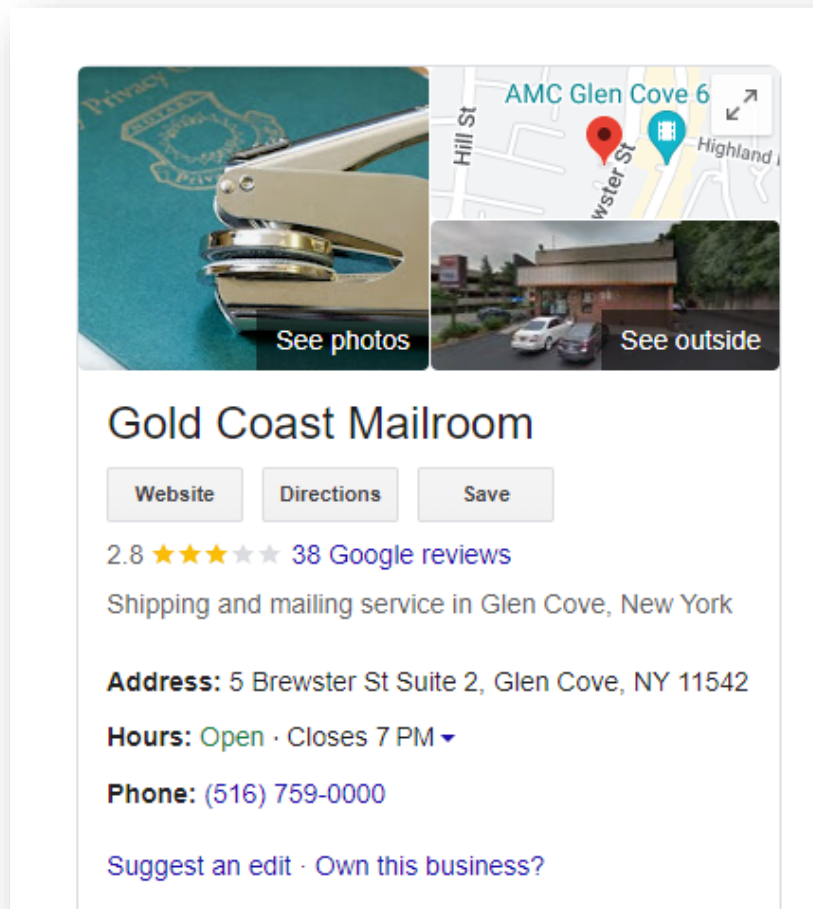 Privacy
NOTARY
AMC Glen Cove 6
Hill St
Highland
wster St
See photos
See outside
Gold Coast Mailroom
Website
Directions
Save
2.8
38 Google reviews
Shipping and mailing service in Glen Cove, New York
Address: 5 Brewster St Suite 2, Glen Cove, NY 11542
Hours: Open · Closes 7 PM
Phone: (516) 759-0000
Suggest an edit · Own this business?